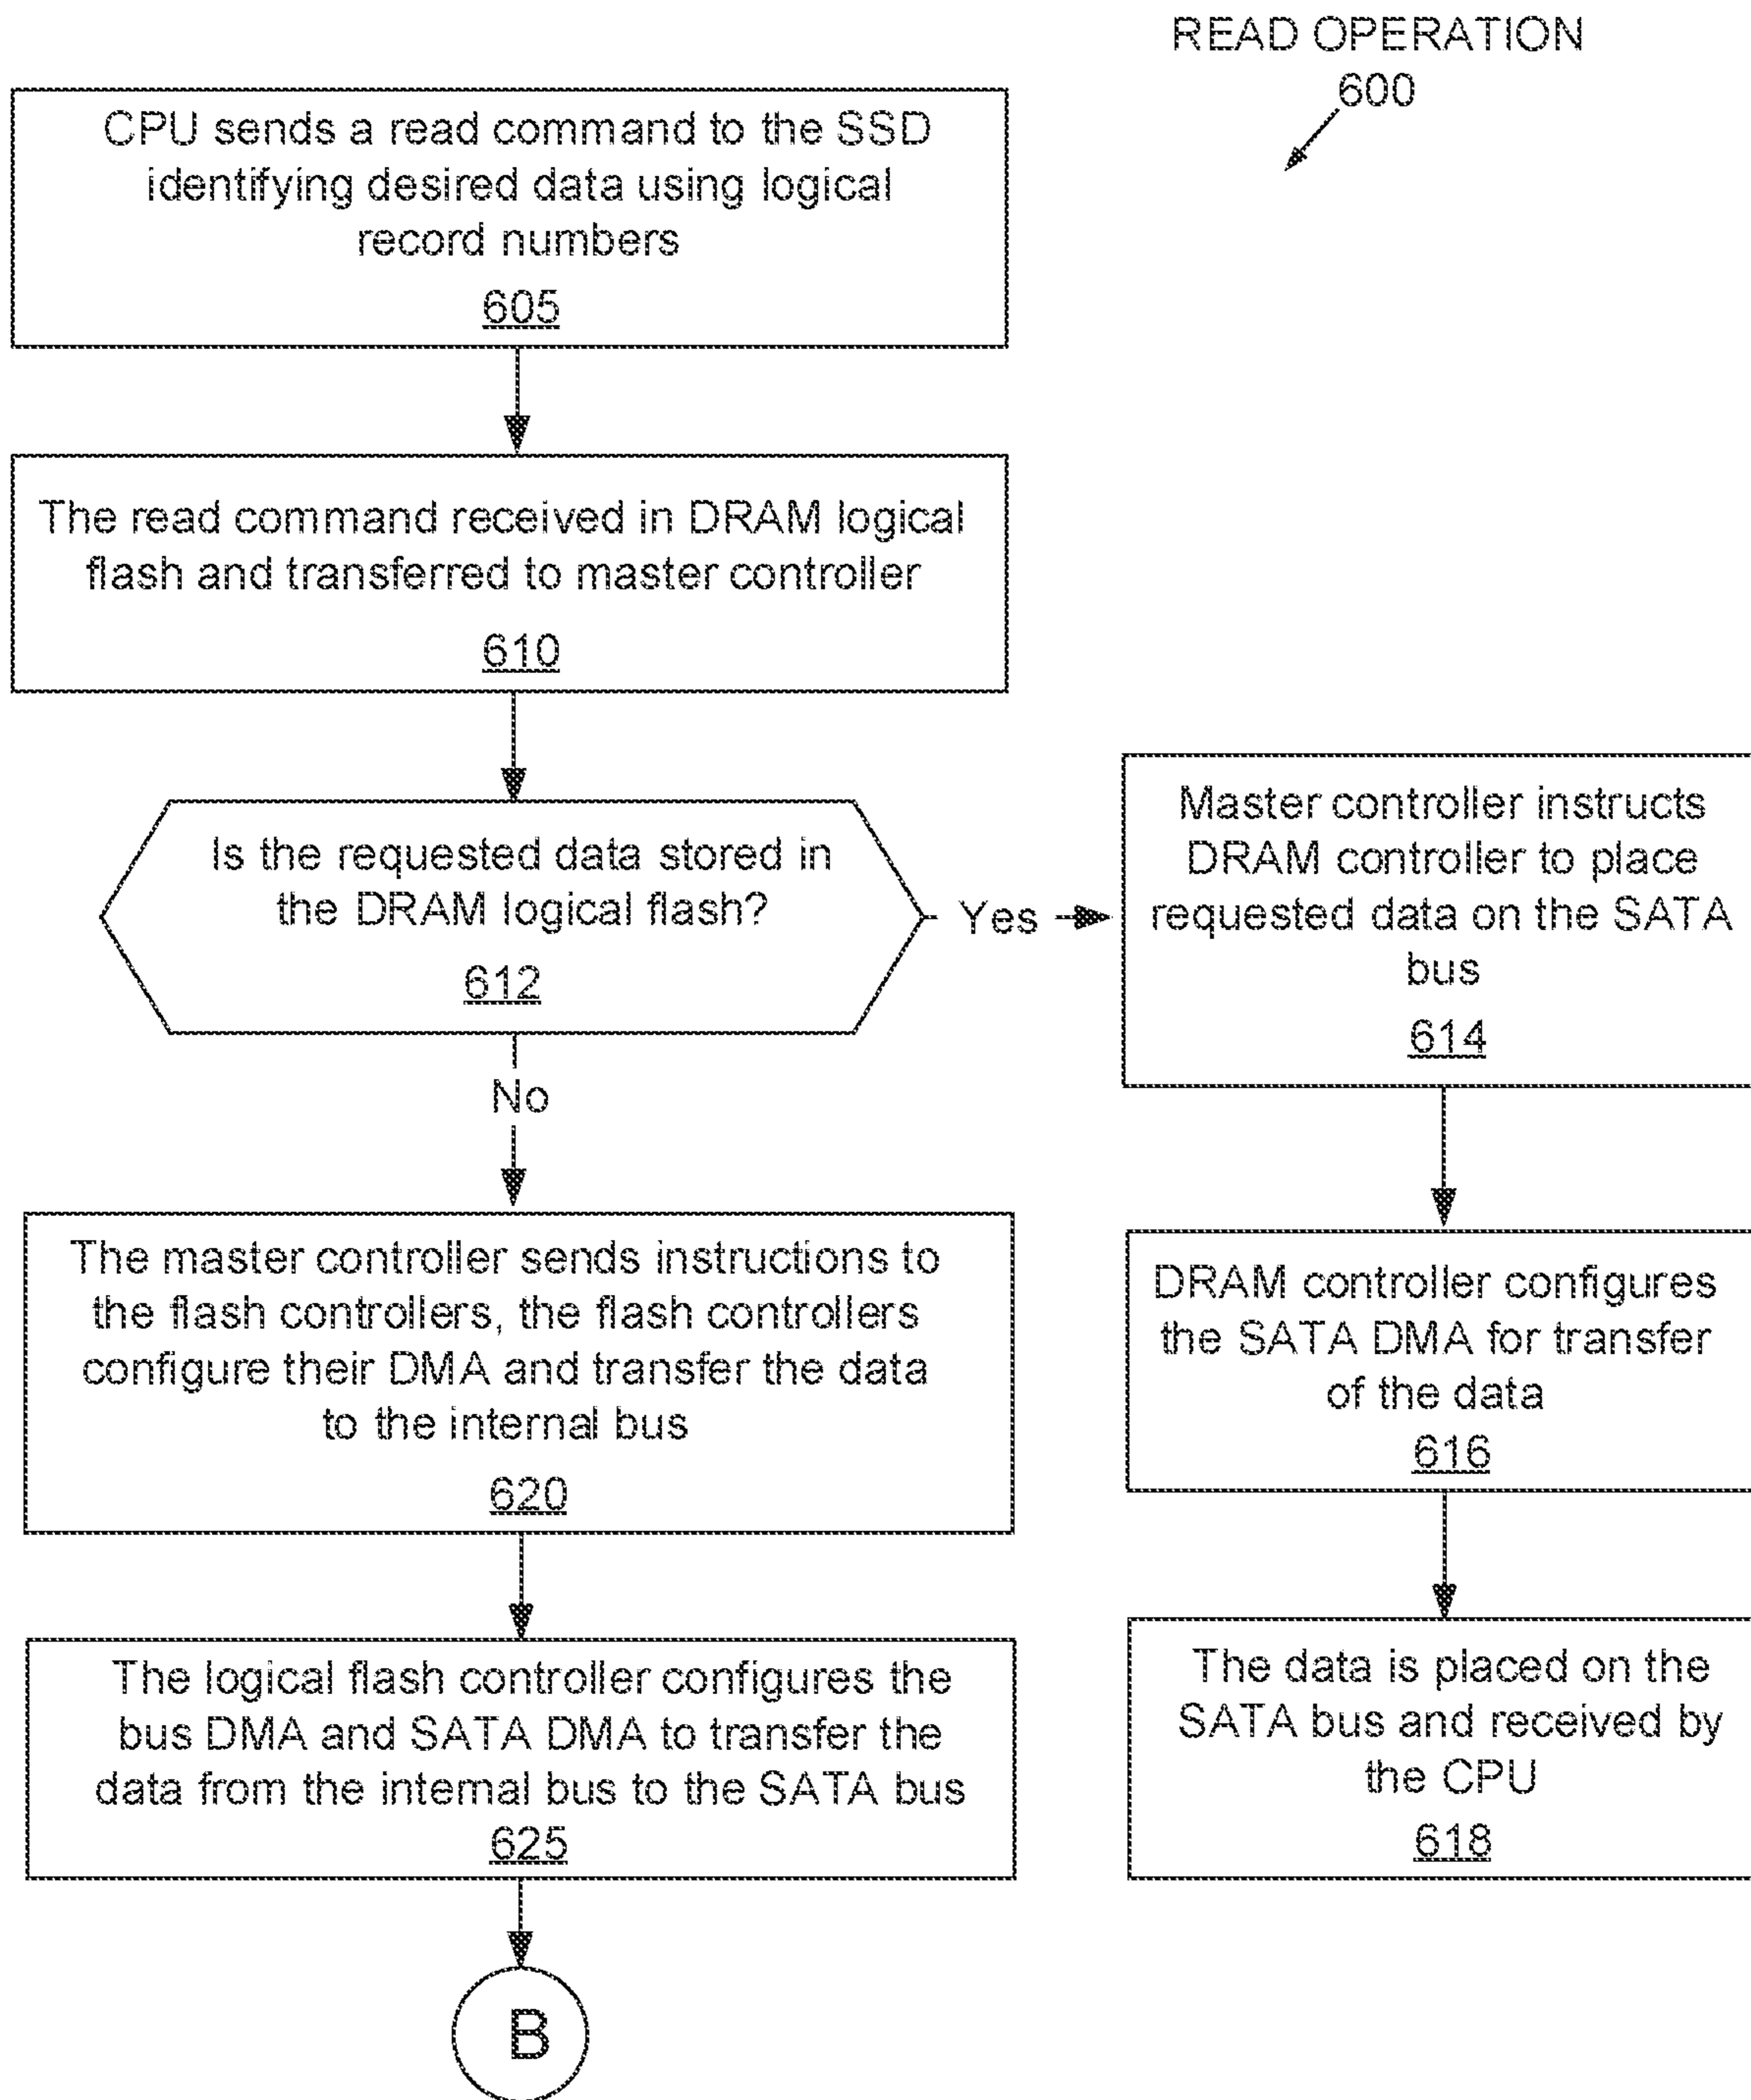 READ OPERATION
600
CPU sends a read command to the SSD
identifying desired data using logical
record numbers
605
The read command received in DRAM logical
flash and transferred to master controller
610
Is the requested data stored in
the DRAM logical flash?
612
Yes
No
Master controller instructs
DRAM controller to place
requested data on the SATA
bus
614
DRAM controller configures
the SATA DMA for transfer
of the data
616
The data is placed on the
SATA bus and received by
the CPU
618
The master controller sends instructions to
the flash controllers, the flash controllers
configure their DMA and transfer the data
to the internal bus
620
The logical flash controller configures the
bus DMA and SATA DMA to transfer the
data from the internal bus to the SATA bus
625
B